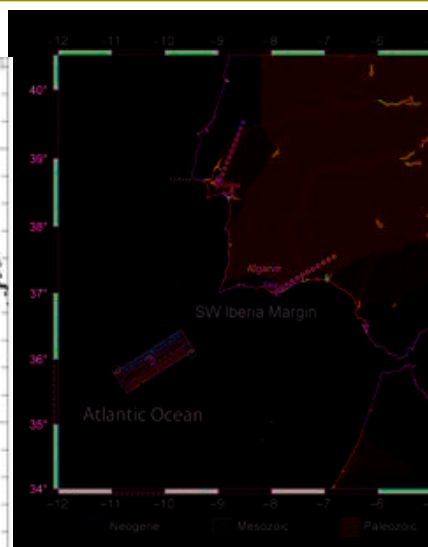 -12 -11 -10 -9 -8 -7 -6
40°
39°
38°
Algarve
37°
SW Iberia Margin
36°
35°
Atlantic Ocean
34°
-12 -11 -10 -9 -8 -7 -6
Neogene Mesozoic Paleozoic